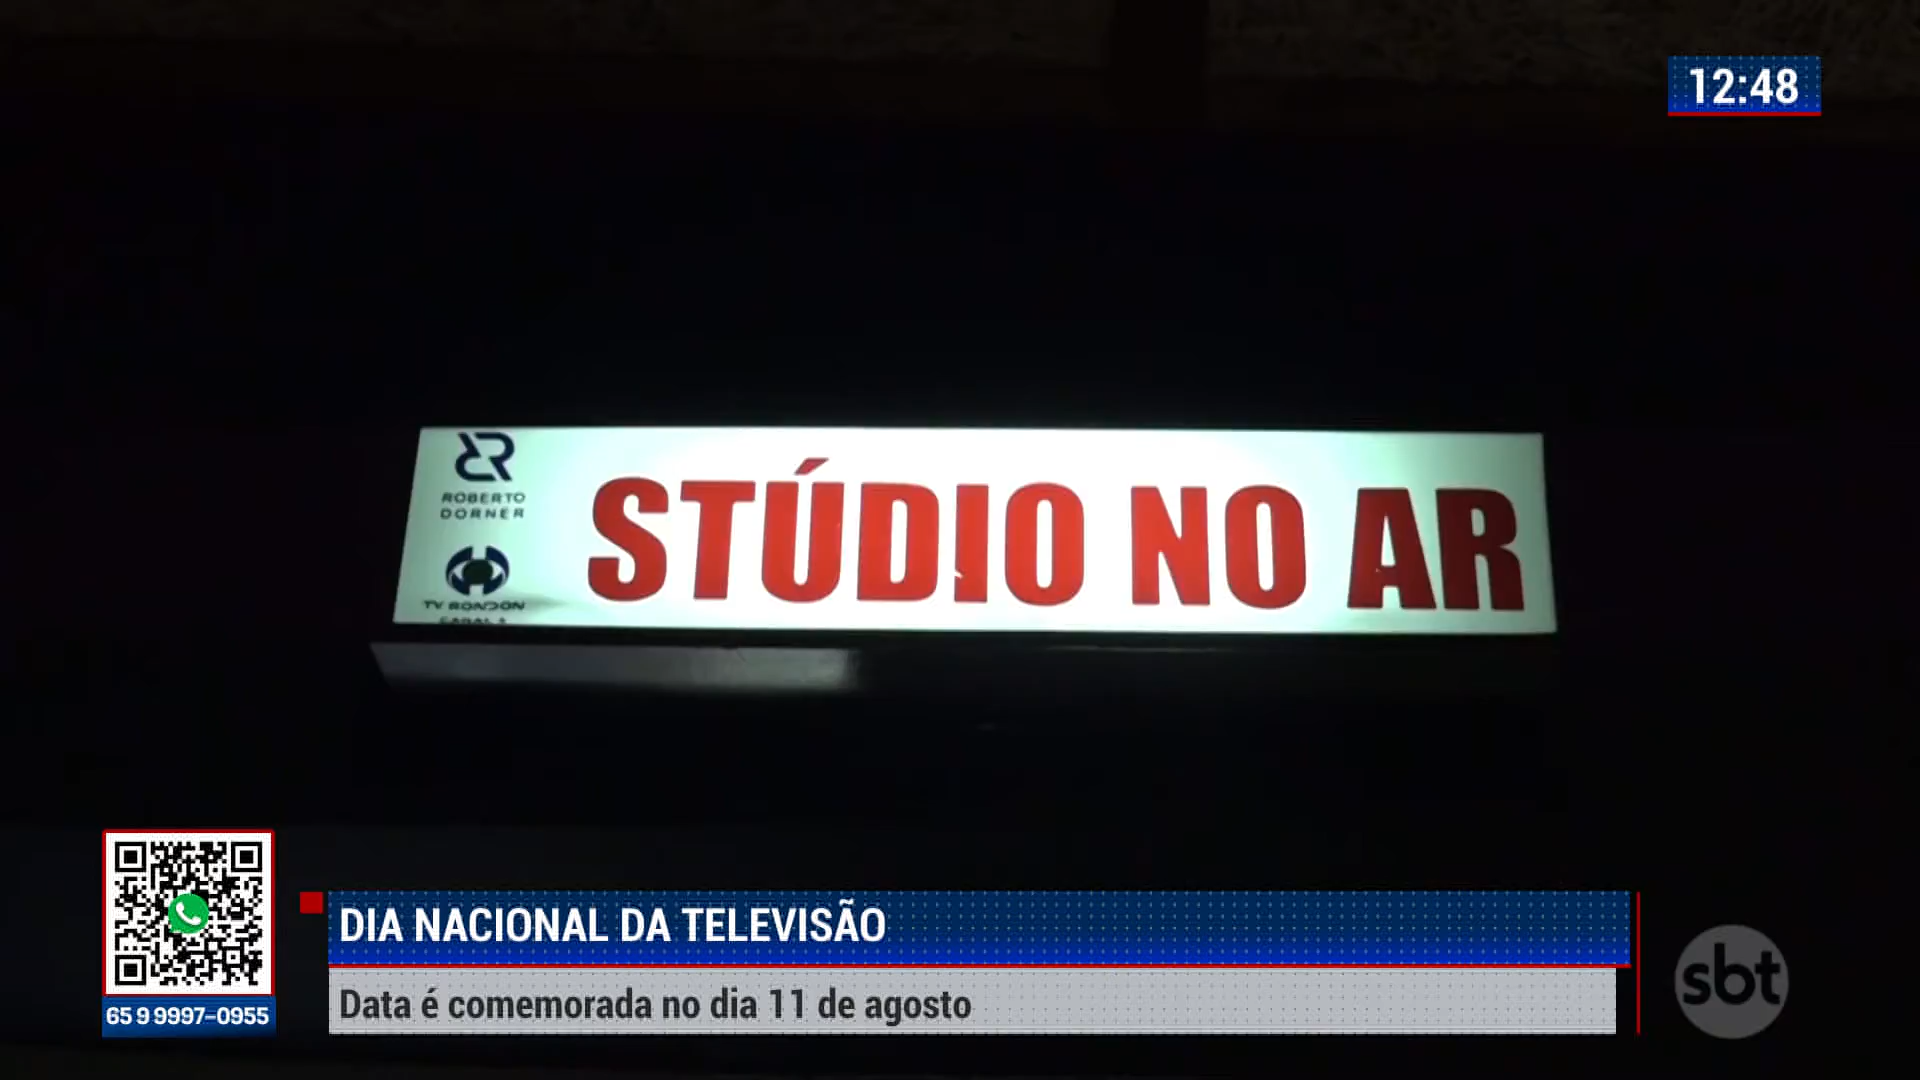 12:48
ROBERTO
DORNER
STÚDIO NO AR
TV RONDON
65 9 9997-0955
DIA NACIONAL DA TELEVISÃO
Data é comemorada no dia 11 de agosto
sbt